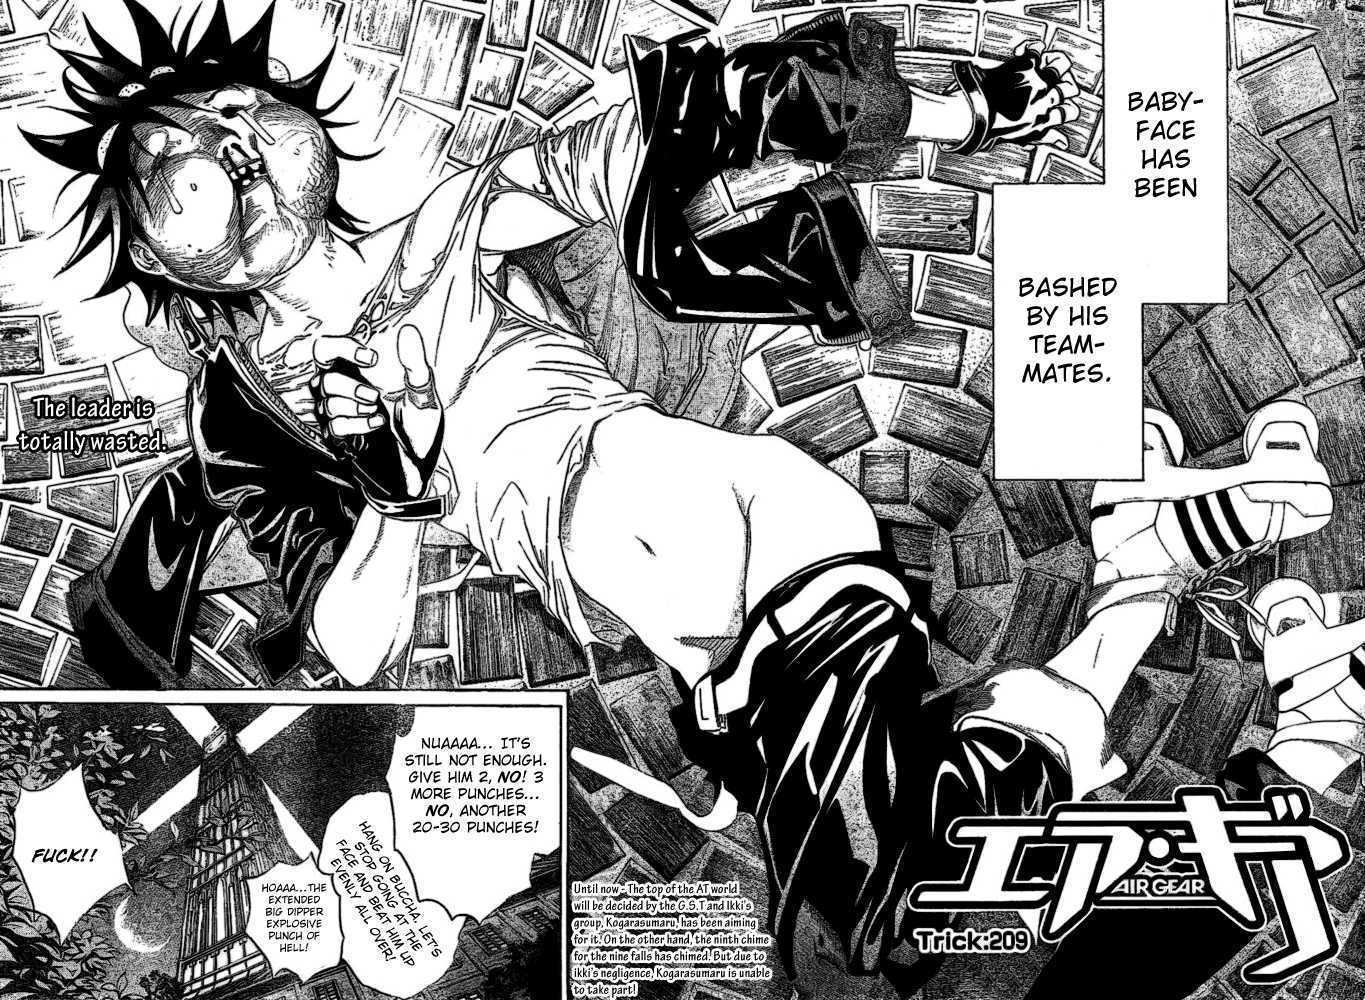 BABY-
FACE
HAS
BEEN
BASHED
BY HIS
TEAM-
MATES.
The leader is
totally wasted.
NUAAAA... IT'S
STILL NOT ENOUGH.
GIVE HIM 2, NO! 3
MORE PUNCHES...
NO, ANOTHER
20-30 PUNCHES!
HANG ON BUCCHA, LET'S
STOP GOING AT THE
FACE AND BEAT HIM UP
EVENLY ALL OVER!
HOAAA...THE
EXTENDED
BIG DIPPER
EXPLOSIVE
PUNCH OF
HELL!
FUCK!!
Until now - The top of the AT world
will be decided by the G.S.T and Ikki's
group, Kogarasumaru, has been aiming
for it! On the other hand, the ninth chime
for the nine falls has chimed. But due to
ikki's negligence, Kogarasumaru is unable
to take part!
エア・ギア
AIR GEAR
Trick:209